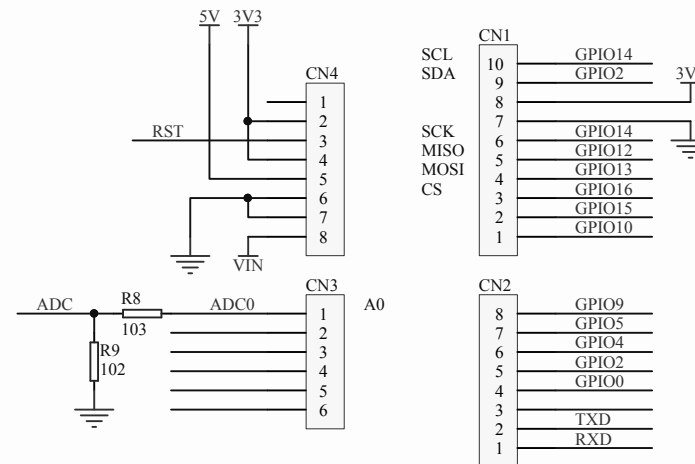 5V 3V3
CN4
1
2
RST 3
4
5
6
7
8
VIN
CN1
SCL 10 GPIO14
SDA 9 GPIO2
8 3V
7
SCK 6 GPIO14
MISO 5 GPIO12
MOSI 4 GPIO13
CS 3 GPIO16
2 GPIO15
1 GPIO10
CN3
ADC R8 ADC0 1 A0
103
2
R9 3
102 4
5
6
CN2
8 GPIO9
7 GPIO5
6 GPIO4
5 GPIO2
4 GPIO0
3
2 TXD
1 RXD